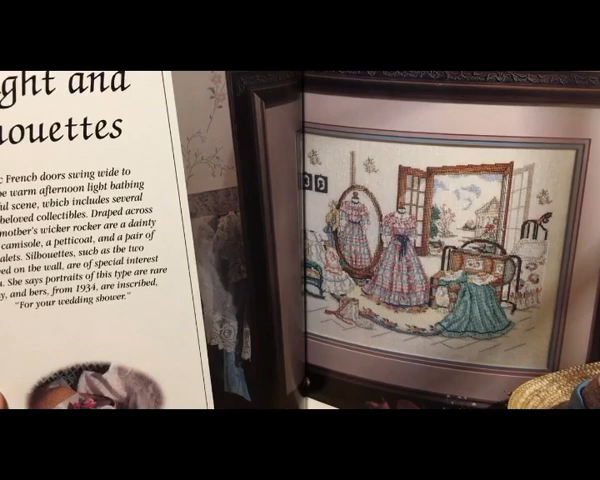 ght and
houettes
c French doors swing wide to
be warm afternoon light bathing
ful scene, which includes several
beloved collectibles. Draped across
mother's wicker rocker are a dainty
camisole, a petticoat, and a pair of
alets. Silhouettes, such as the two
ed on the wall, are of special interest
. She says portraits of this type are rare
y, and hers, from 1934, are inscribed,
"For your wedding shower."